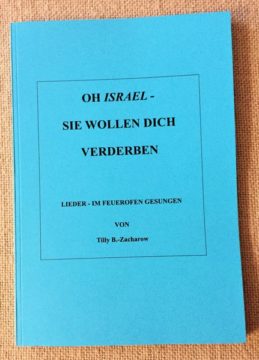 OH ISRAEL -
SIE WOLLEN DICH
VERDERBEN
LIEDER - IM FEUEROFEN GESUNGEN
VON
Tilly B.-Zacharow